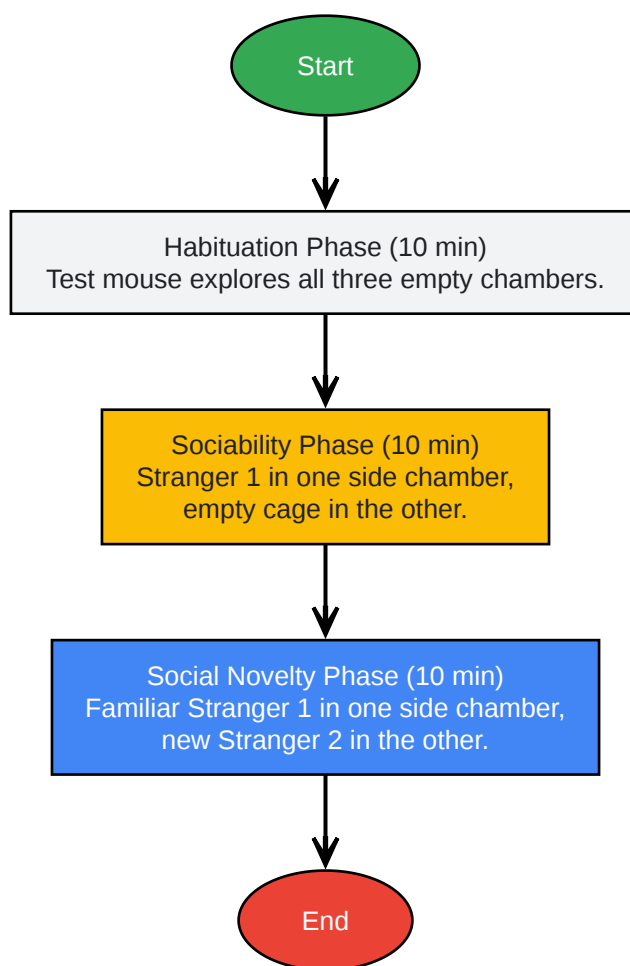 Start
Habituation Phase (10 min)
Test mouse explores all three empty chambers.
Sociability Phase (10 min)
Stranger 1 in one side chamber,
empty cage in the other.
Social Novelty Phase (10 min)
Familiar Stranger 1 in one side chamber,
new Stranger 2 in the other.
End